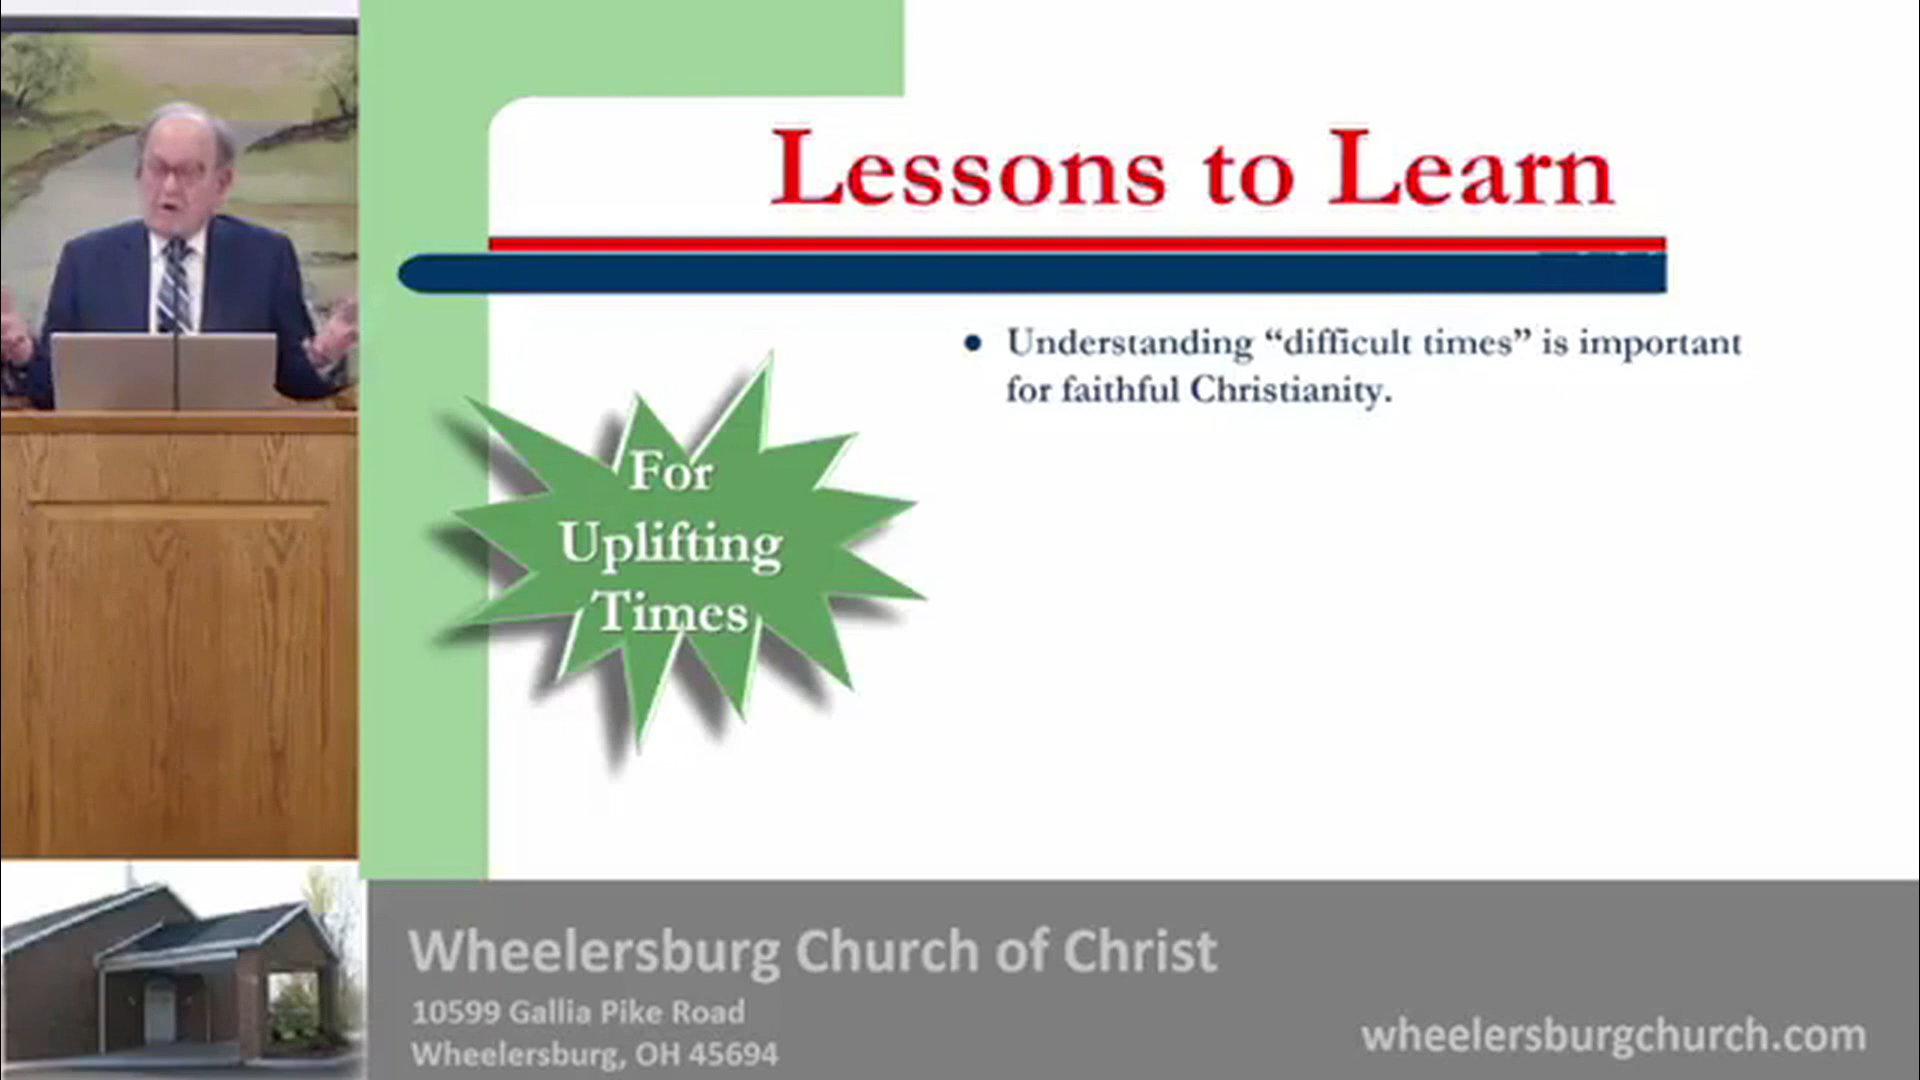 Lessons to Learn
• Understanding “difficult times” is important
for faithful Christianity.
For
Uplifting
Times
Wheelersburg Church of Christ
10599 Gallia Pike Road
Wheelersburg, OH 45694
wheelersburgchurch.com